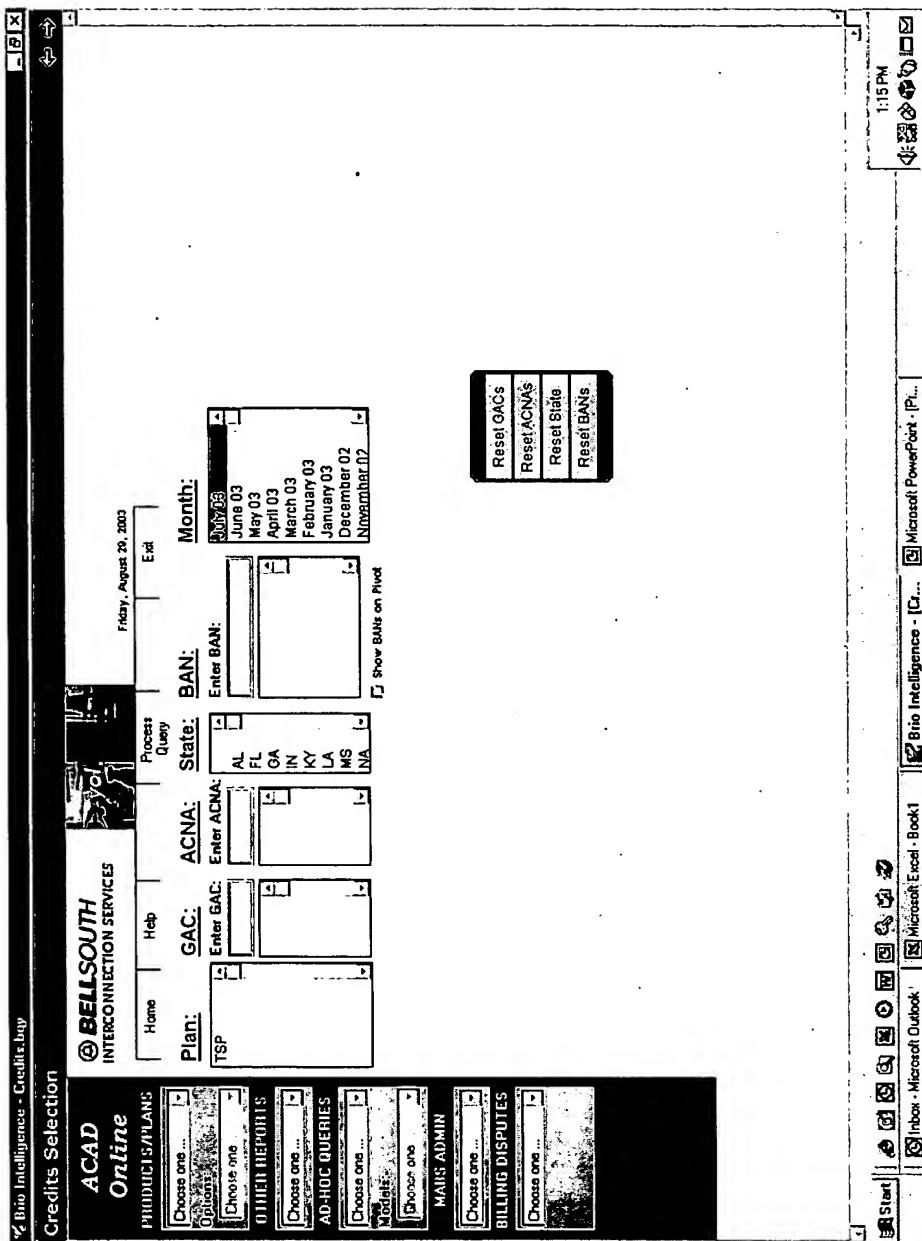 Brio Intelligence - Credits.bqy
Credits Selection
ACAD
Online
PRODUCTS/PLANS
Choose one ...
Options:
Choose one
OTHER REPORTS
Choose one ...
AD-HOC QUERIES
Choose one ...
Models:
Choose one
MARS ADMIN
Choose one ...
BILLING DISPUTES
Choose one ...
BELLSOUTH
INTERCONNECTION SERVICES
Friday, August 29, 2003
Home
Help
Process
Query
Exit
Plan:
TSP
GAC:
Enter GAC:
ACNA:
Enter ACNA:
State:
AL
FL
GA
IN
KY
LA
MS
NA
BAN:
Enter BAN:
Show BANs on Pivot
Month:
July 03
June 03
May 03
April 03
March 03
February 03
January 03
December 02
November 02
Reset GACs
Reset ACNAs
Reset State
Reset BANs
Start
Inbox - Microsoft Outlook
Microsoft Excel - Book1
Brio Intelligence - [Cr...
Microsoft PowerPoint - [Pi...
1:15 PM